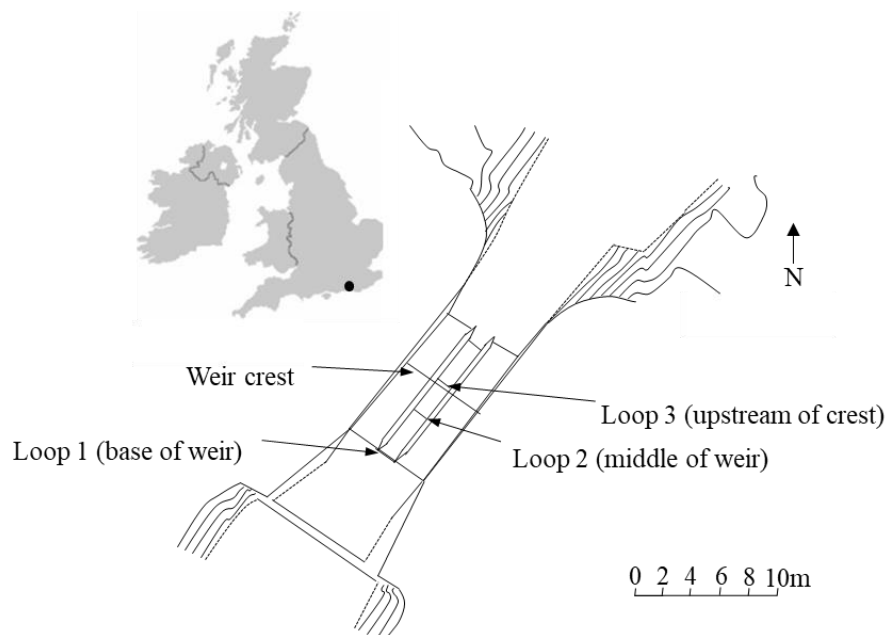 N
Weir crest
Loop 3 (upstream of crest)
Loop 1 (base of weir)
Loop 2 (middle of weir)
0 2 4 6 8 10m